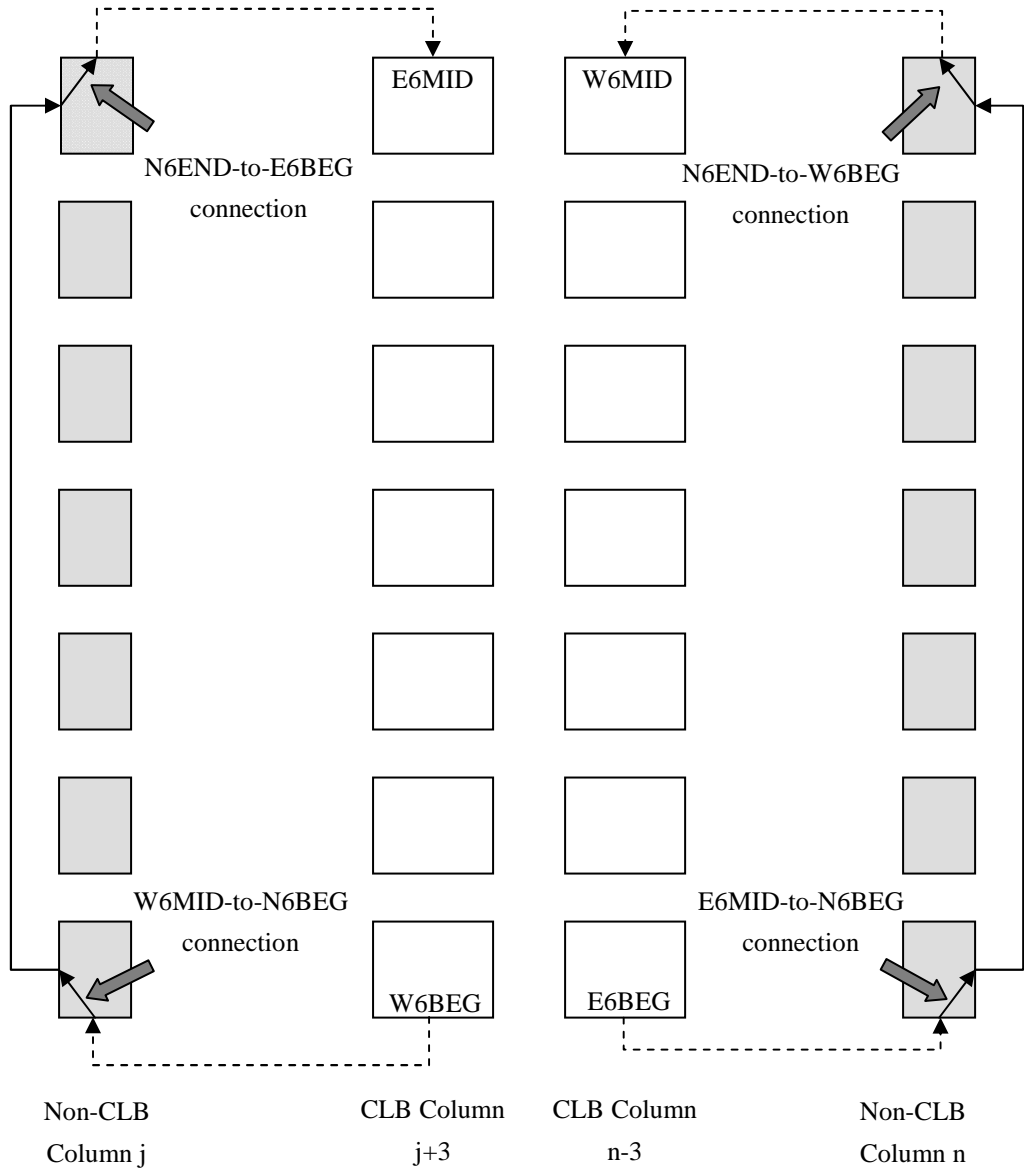 E6MID
W6MID
N6END-to-E6BEG
connection
N6END-to-W6BEG
connection
W6MID-to-N6BEG
connection
E6MID-to-N6BEG
connection
W6BEG
E6BEG
Non-CLB
Column j
CLB Column
j+3
CLB Column
n-3
Non-CLB
Column n